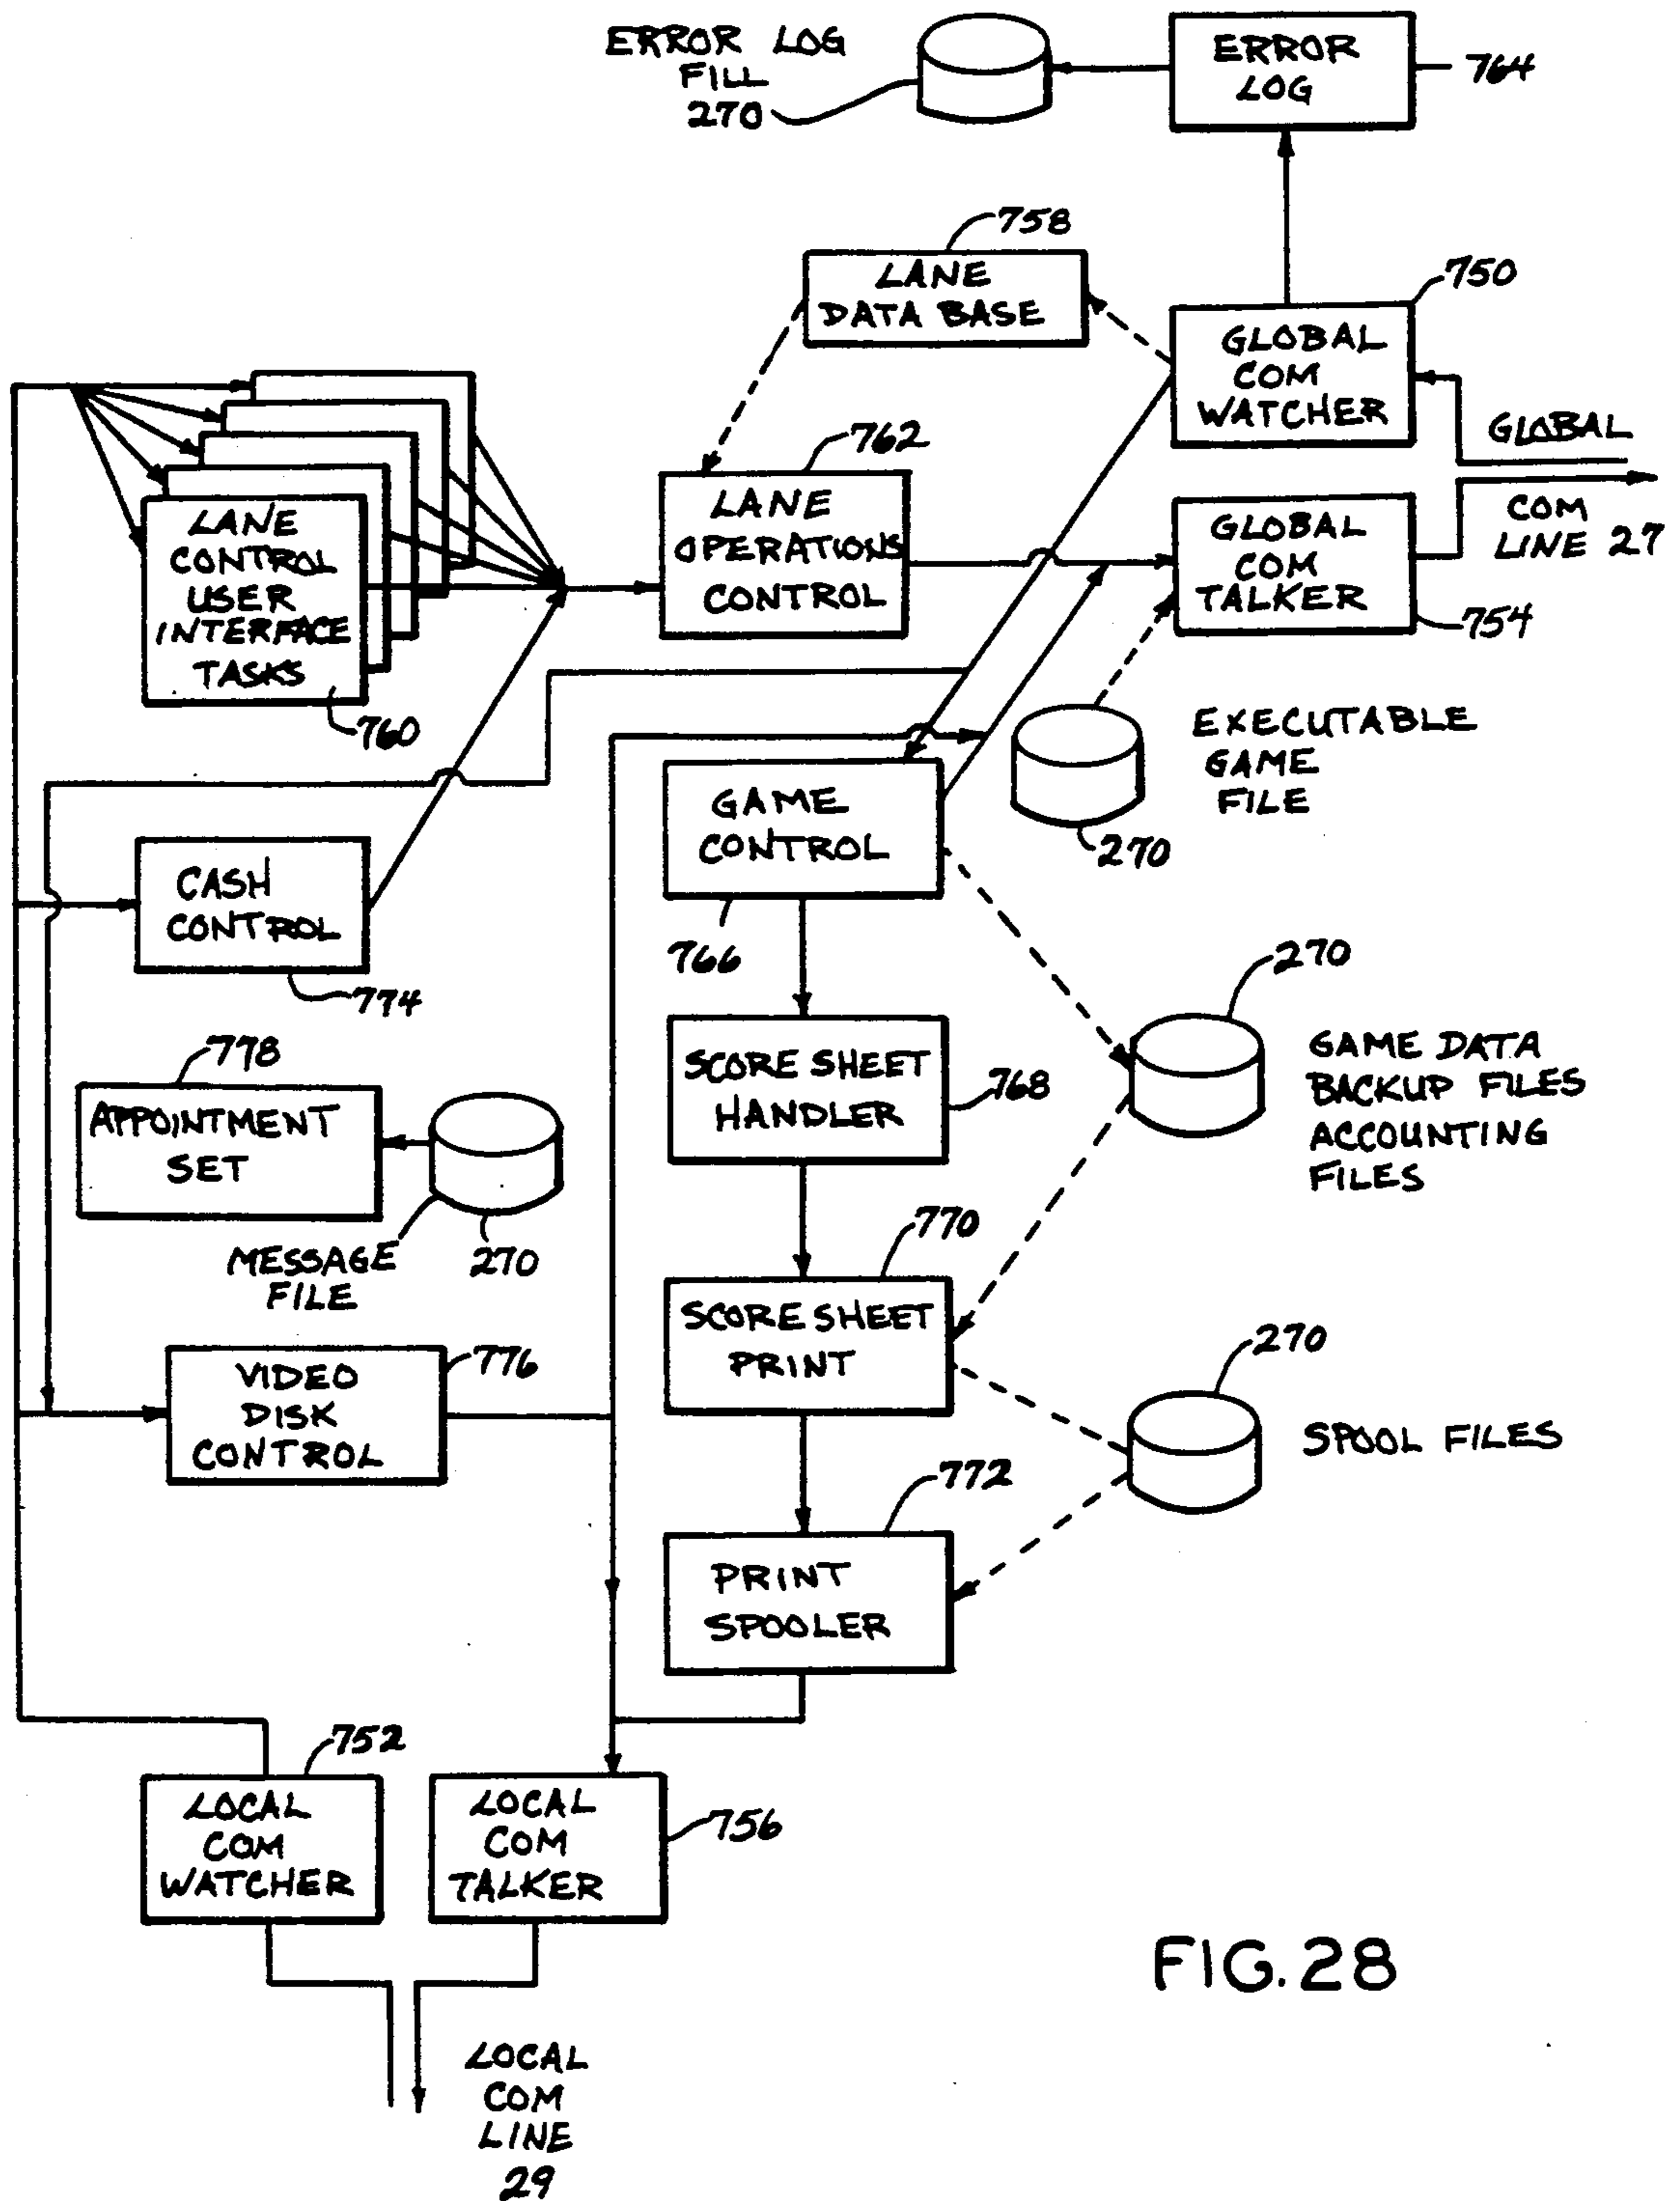 ERROR LOG
FILL
270
ERROR
LOG
764
758
LANE
DATA BASE
750
GLOBAL
COM
WATCHER
GLOBAL
COM
LINE 27
762
LANE
OPERATIONS
CONTROL
GLOBAL
COM
TALKER
754
LANE
CONTROL
USER
INTERFACE
TASKS
760
EXECUTABLE
GAME
FILE
270
GAME
CONTROL
766
CASH
CONTROL
774
270
GAME DATA
BACKUP FILES
ACCOUNTING
FILES
778
APPOINTMENT
SET
MESSAGE
FILE
270
SCORE SHEET
HANDLER
768
770
SCORE SHEET
PRINT
776
VIDEO
DISK
CONTROL
270
SPOOL FILES
772
PRINT
SPOOLER
752
LOCAL
COM
WATCHER
LOCAL
COM
TALKER
756
LOCAL
COM
LINE
29
FIG. 28